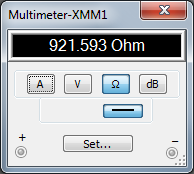 Multimeter-XMM1
921.593 Ohm
A V Ω dB
+ −
Set...